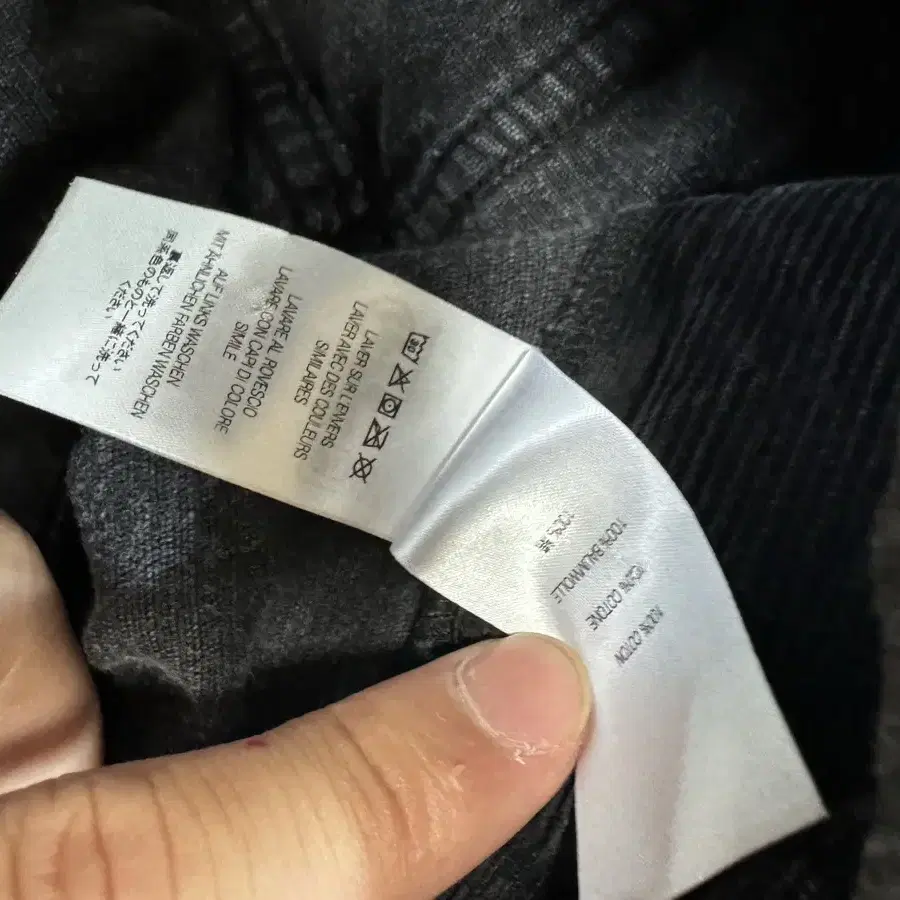 LAVER SUR L'ENVERS
LAVER AVEC DES COULEURS
SIMILAIRES
LAVARE AL ROVESCIO
LAVARE CON CAPI DI COLORE
SIMILE
AUF LINKS WASCHEN
MIT ÄHNLICHEN FARBEN WASCHEN
裏返して洗ってください
同系色のものと一緒に洗って
ください
100% COTON
100% COTONE
100% BAUMWOLLE
100% 綿